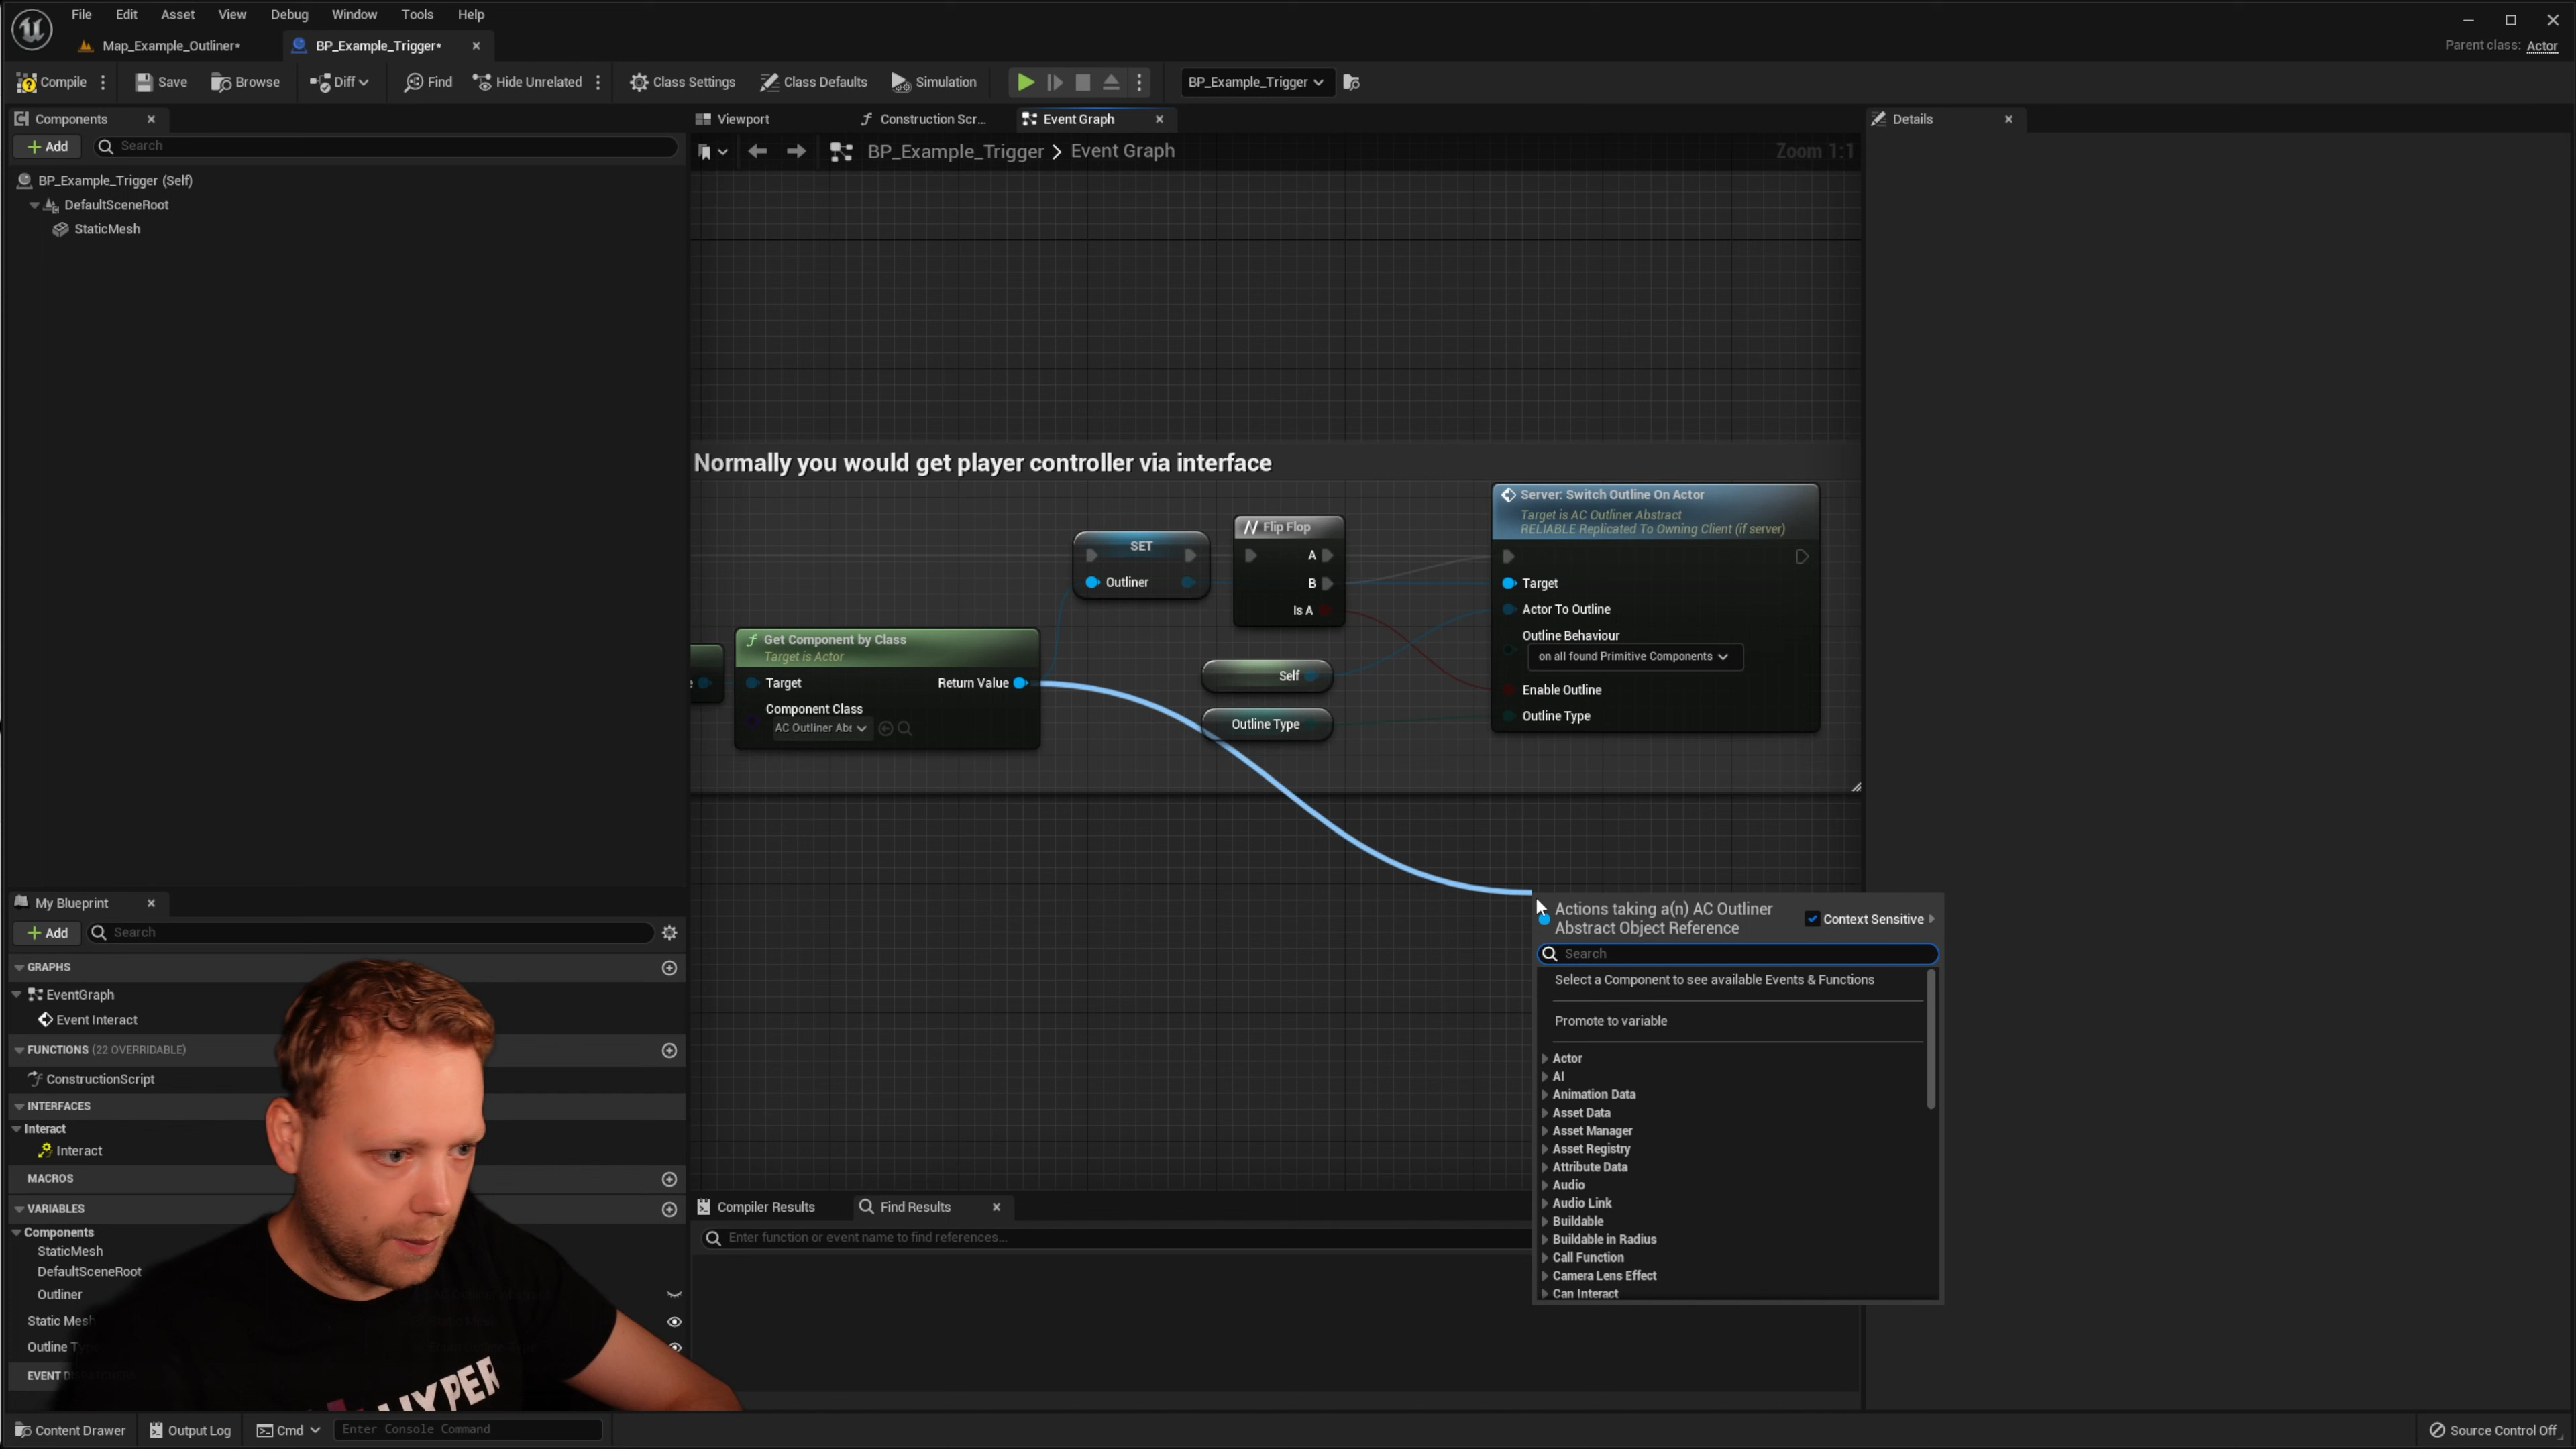 File Edit Asset View Debug Window Tools Help
Map_Example_Outliner*
BP_Example_Trigger*
Parent class: Actor
Compile Save Browse Diff Find Hide Unrelated Class Settings Class Defaults Simulation BP_Example_Trigger
Components
Add Search
BP_Example_Trigger (Self)
DefaultSceneRoot
StaticMesh
Viewport Construction Scr... Event Graph
BP_Example_Trigger > Event Graph
Zoom 1:1
Details
Normally you would get player controller via interface
SET
Outliner
Flip Flop
A
B
Is A
Server: Switch Outline On Actor
Target is AC Outliner Abstract
RELIABLE Replicated To Owning Client (if server)
Target
Actor To Outline
Outline Behaviour
on all found Primitive Components
Enable Outline
Outline Type
Get Component by Class
Target is Actor
Target Return Value
Component Class
AC Outliner Abs
Self
Outline Type
Actions taking a(n) AC Outliner
Abstract Object Reference
Context Sensitive
Search
Select a Component to see available Events & Functions
Promote to variable
Actor
AI
Animation Data
Asset Data
Asset Manager
Asset Registry
Attribute Data
Audio
Audio Link
Buildable
Buildable in Radius
Call Function
Camera Lens Effect
Can Interact
My Blueprint
Add Search
GRAPHS
EventGraph
Event Interact
FUNCTIONS (22 OVERRIDABLE)
ConstructionScript
INTERFACES
Interact
Interact
MACROS
VARIABLES
Components
StaticMesh
DefaultSceneRoot
Outliner
Static Mesh
Outline
EVENT
Compiler Results Find Results
Enter function or event name to find references...
Content Drawer Output Log Cmd Enter Console Command
Source Control Off